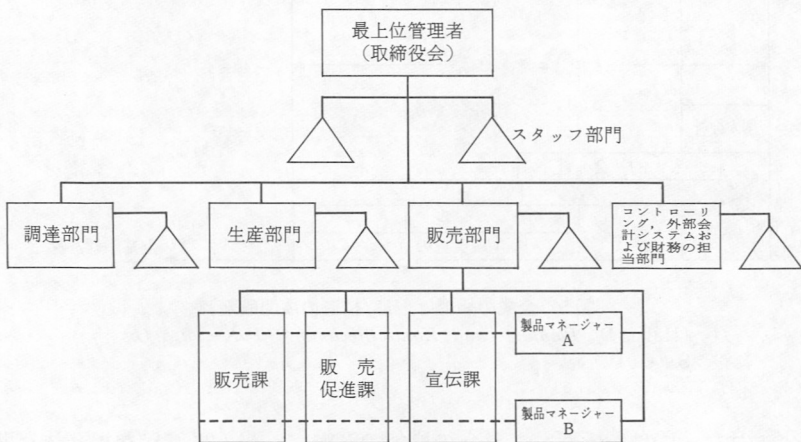 最上位管理者
(取締役会)
スタッフ部門
調達部門
生産部門
販売部門
コントローリ
ング，外部会
計システムお
よび財務の担
当部門
販売課
販　売
促進課
宣伝課
製品マネージャー
A
製品マネージャー
B